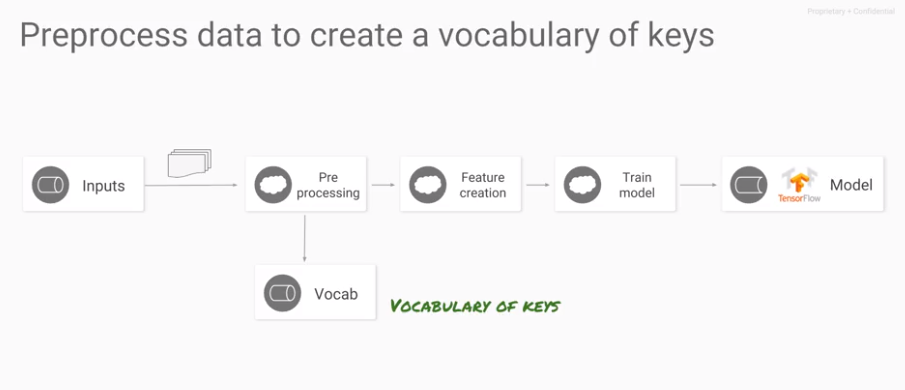 Proprietary + Confidential
Preprocess data to create a vocabulary of keys
Inputs
Pre
processing
Feature
creation
Train
model
TensorFlow
Model
Vocab
VOCABULARY OF KEYS